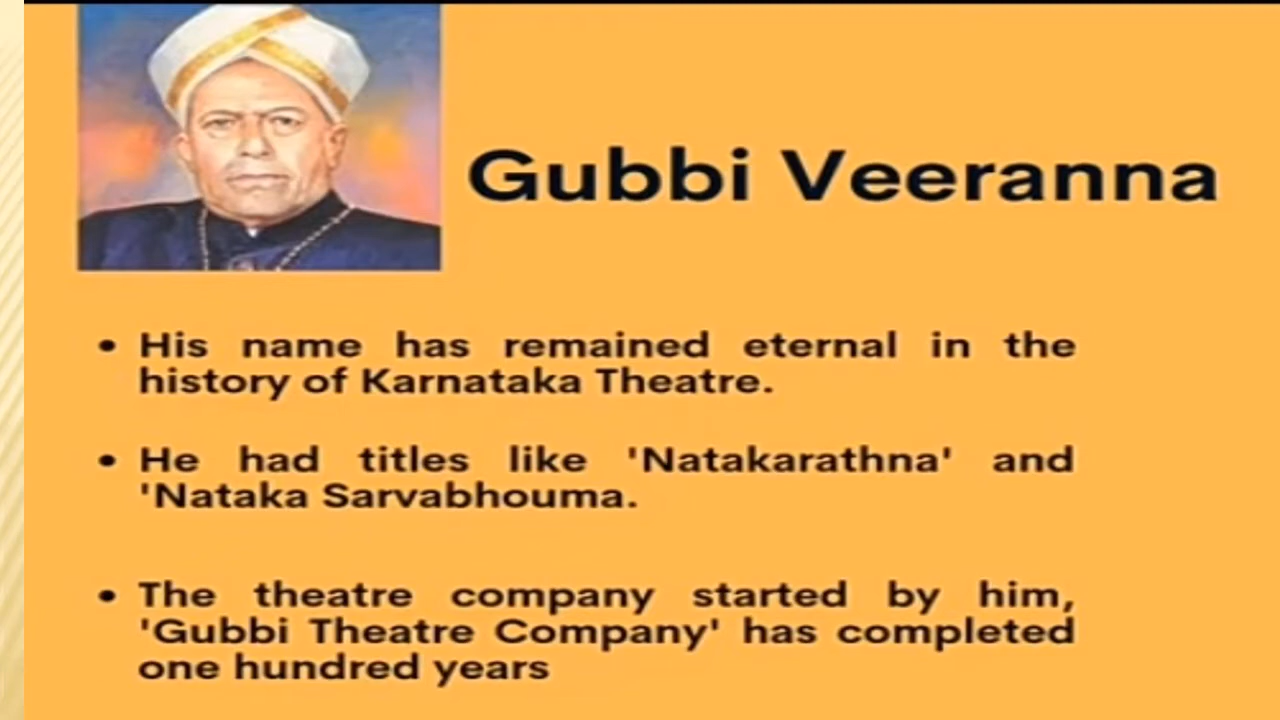 Gubbi Veeranna
• His name has remained eternal in the
history of Karnataka Theatre.
• He had titles like 'Natakarathna' and
'Nataka Sarvabhouma.
• The theatre company started by him,
'Gubbi Theatre Company' has completed
one hundred years